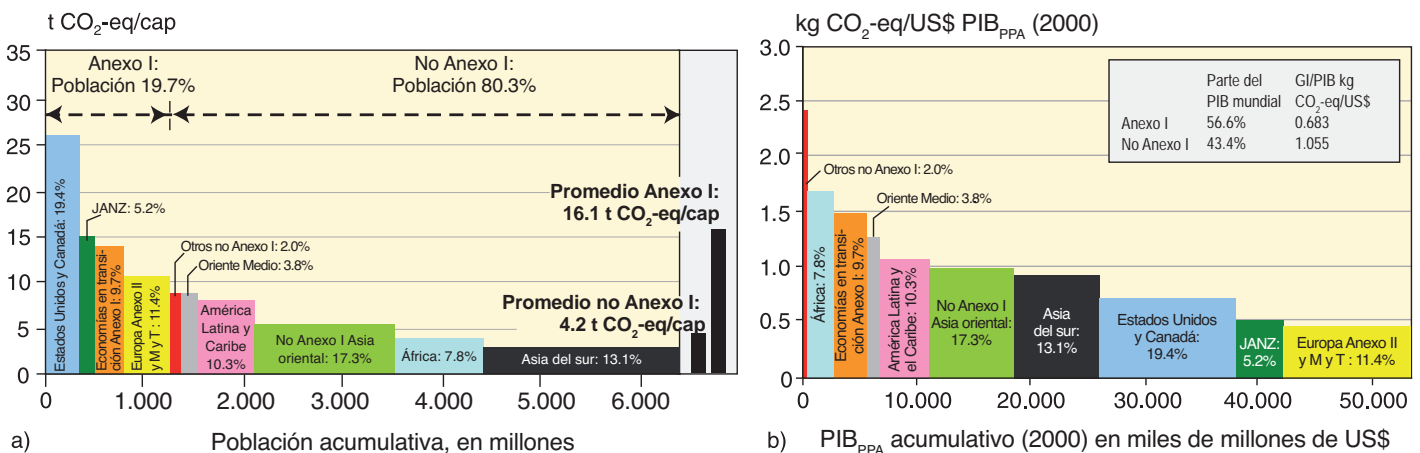 t CO₂-eq/cap
35
30
25
20
15
10
5
0
Anexo I:
Población 19.7%
No Anexo I:
Población 80.3%
Estados Unidos y Canadá: 19.4%
JANZ: 5.2%
Economías en transi-
ción Anexo I: 9.7%
Europa Anexo II
y M y T : 11.4%
Otros no Anexo I: 2.0%
Oriente Medio: 3.8%
América
Latina y
Caribe
10.3%
No Anexo I Asia
oriental: 17.3%
África: 7.8%
Asia del sur: 13.1%
Promedio Anexo I:
16.1 t CO₂-eq/cap
Promedio no Anexo I:
4.2 t CO₂-eq/cap
0 1.000 2.000 3.000 4.000 5.000 6.000
a) Población acumulativa, en millones
kg CO₂-eq/US$ PIB_PPA (2000)
3.0
2.5
2.0
1.5
1.0
0.5
0
Parte del GI/PIB kg
PIB mundial CO₂-eq/US$
Anexo I 56.6% 0.683
No Anexo I 43.4% 1.055
Otros no Anexo I: 2.0%
África: 7.8%
Economías en transi-
ción Anexo I: 9.7%
Oriente Medio: 3.8%
América Latina y
el Caribe: 10.3%
No Anexo I
Asia oriental:
17.3%
Asia
del sur:
13.1%
Estados Unidos
y Canadá:
19.4%
JANZ:
5.2%
Europa Anexo II
y M y T : 11.4%
0 10.000 20.000 30.000 40.000 50.000
b) PIB_PPA acumulativo (2000) en miles de millones de US$